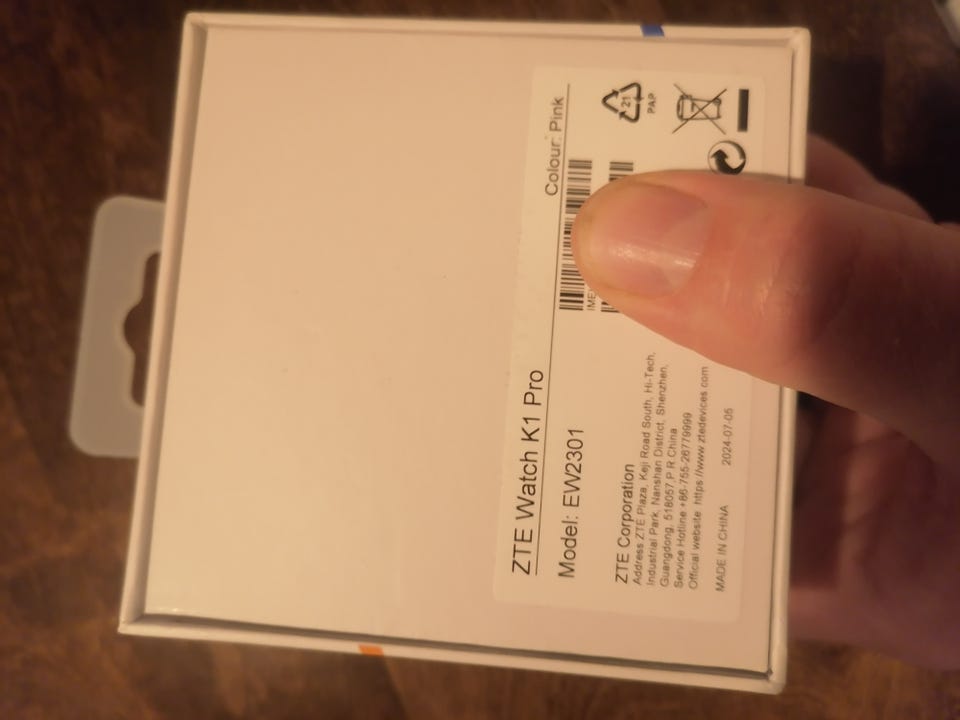 ZTE Watch K1 Pro
Model: EW2301
Colour: Pink
IME
ZTE Corporation
Address ZTE Plaza, Keji Road South, Hi-Tech,
Industrial Park, Nanshan District, Shenzhen,
Guangdong, 518057,P.R.China
Service Hotline +86-755-26779999
Official website https://www.ztedevices.com
MADE IN CHINA 2024-07-05
21
PAP